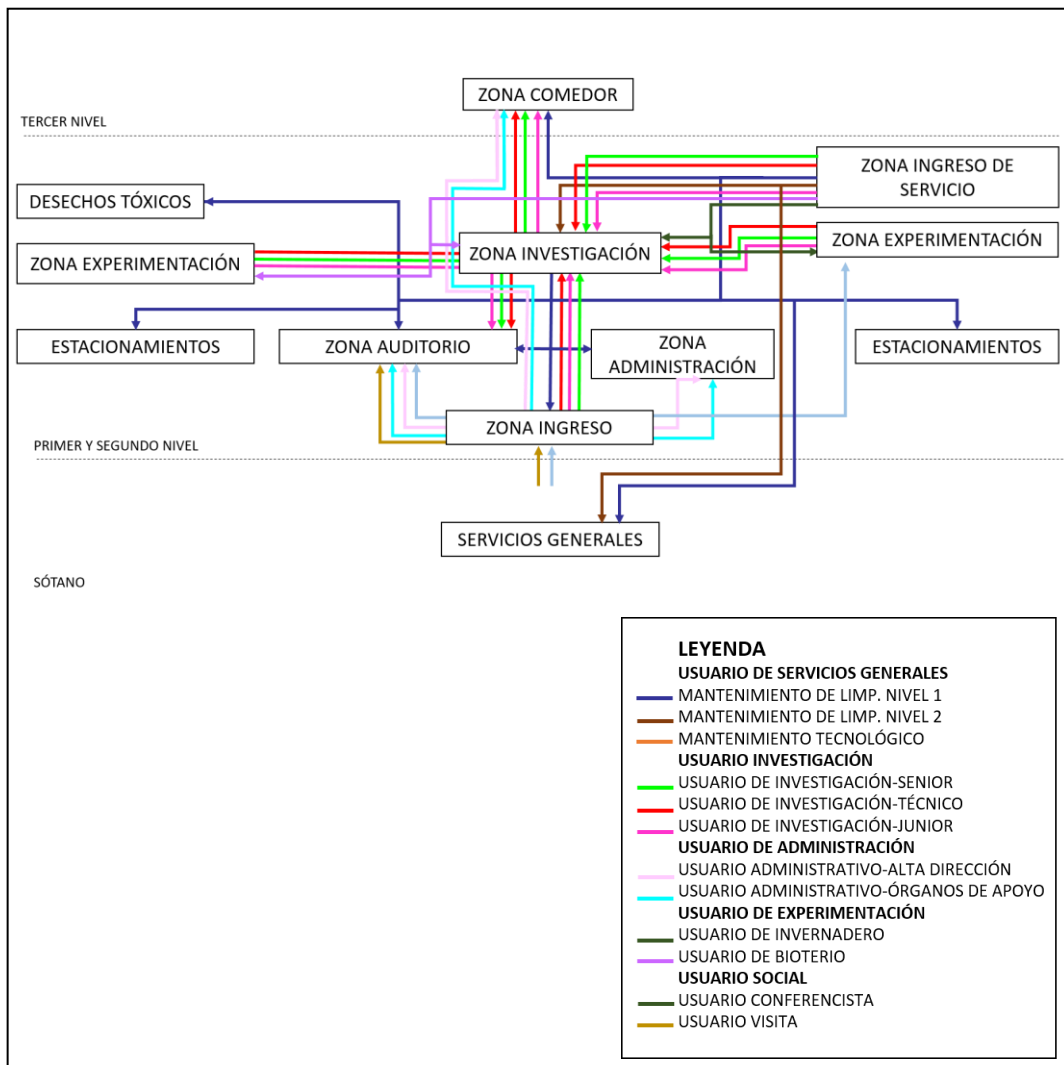 ZONA COMEDOR
TERCER NIVEL
ZONA INGRESO DE
SERVICIO
DESECHOS TÓXICOS
ZONA EXPERIMENTACIÓN
ZONA INVESTIGACIÓN
ZONA EXPERIMENTACIÓN
ESTACIONAMIENTOS
ZONA AUDITORIO
ZONA
ADMINISTRACIÓN
ESTACIONAMIENTOS
ZONA INGRESO
PRIMER Y SEGUNDO NIVEL
SERVICIOS GENERALES
SÓTANO
LEYENDA
USUARIO DE SERVICIOS GENERALES
MANTENIMIENTO DE LIMP. NIVEL 1
MANTENIMIENTO DE LIMP. NIVEL 2
MANTENIMIENTO TECNOLÓGICO
USUARIO INVESTIGACIÓN
USUARIO DE INVESTIGACIÓN-SENIOR
USUARIO DE INVESTIGACIÓN-TÉCNICO
USUARIO DE INVESTIGACIÓN-JUNIOR
USUARIO DE ADMINISTRACIÓN
USUARIO ADMINISTRATIVO-ALTA DIRECCIÓN
USUARIO ADMINISTRATIVO-ÓRGANOS DE APOYO
USUARIO DE EXPERIMENTACIÓN
USUARIO DE INVERNADERO
USUARIO DE BIOTERIO
USUARIO SOCIAL
USUARIO CONFERENCISTA
USUARIO VISITA